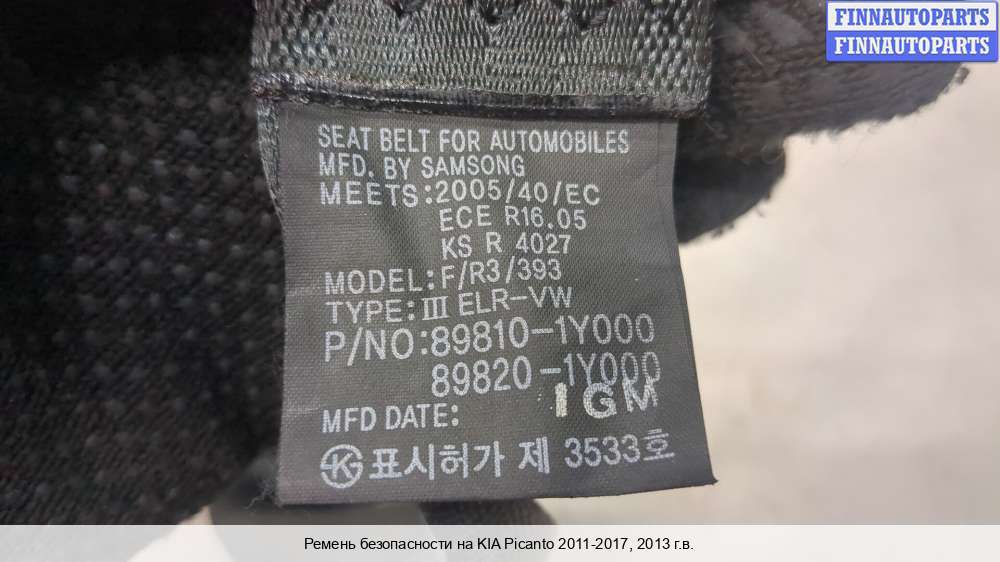 FINNAUTOPARTS
FINNAUTOPARTS
SEAT BELT FOR AUTOMOBILES
MFD. BY SAMSONG
MEETS:2005/40/EC
ECE R16.05
KS R 4027
MODEL:F/R3/393
TYPE:Ⅲ ELR-VW
P/NO:89810-1Y000
89820-1Y000
IGM
MFD DATE:
표시허가 제 3533호
Ремень безопасности на KIA Picanto 2011-2017, 2013 г.в.